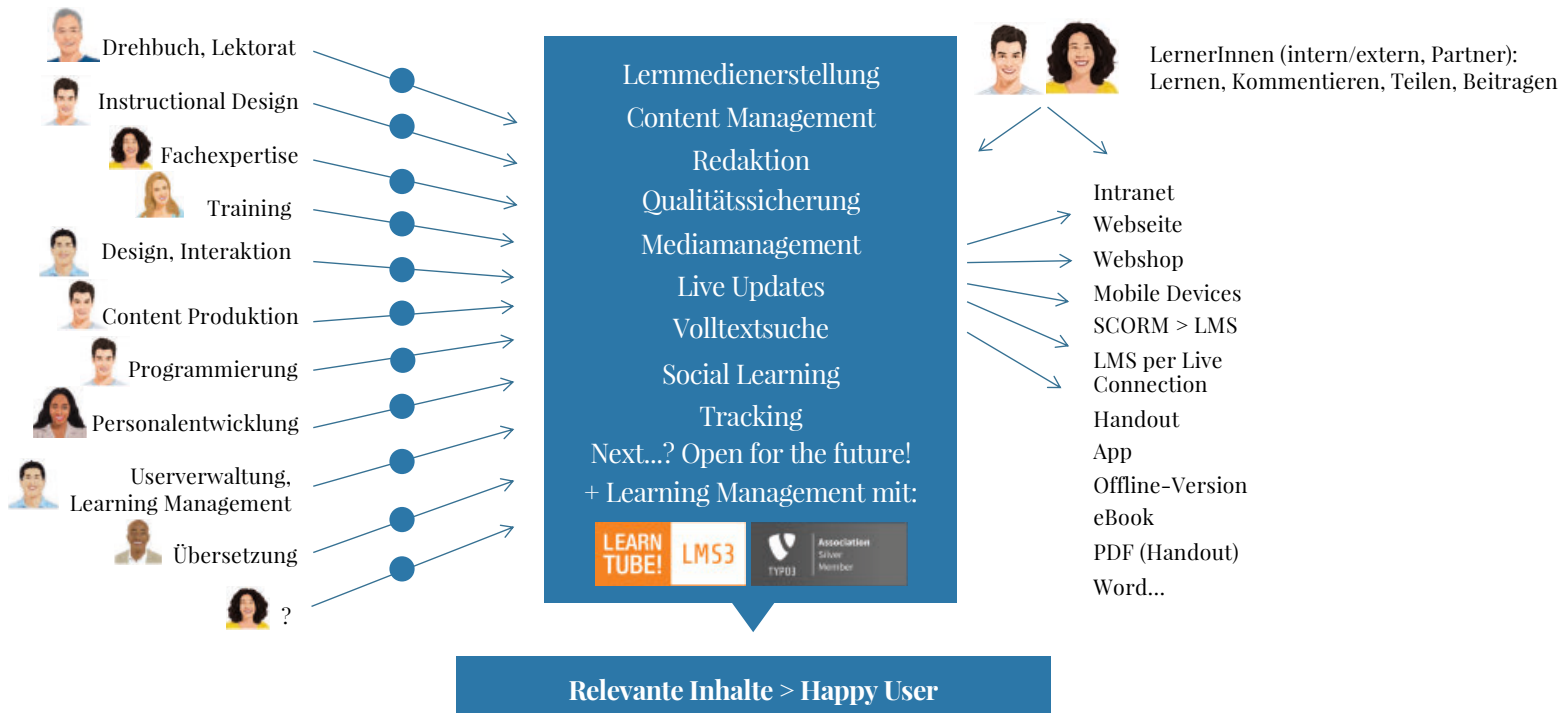 Drehbuch, Lektorat
Instructional Design
Fachexpertise
Training
Design, Interaktion
Content Produktion
Programmierung
Personalentwicklung
Userverwaltung,
Learning Management
Übersetzung
?
Lernmedienerstellung
Content Management
Redaktion
Qualitätssicherung
Mediamanagement
Live Updates
Volltextsuche
Social Learning
Tracking
Next...? Open for the future!
+ Learning Management mit:
LEARN
TUBE!
LMS3
TYPO3
Association
Silver
Member
LernerInnen (intern/extern, Partner):
Lernen, Kommentieren, Teilen, Beitragen
Intranet
Webseite
Webshop
Mobile Devices
SCORM > LMS
LMS per Live
Connection
Handout
App
Offline-Version
eBook
PDF (Handout)
Word...
Relevante Inhalte > Happy User